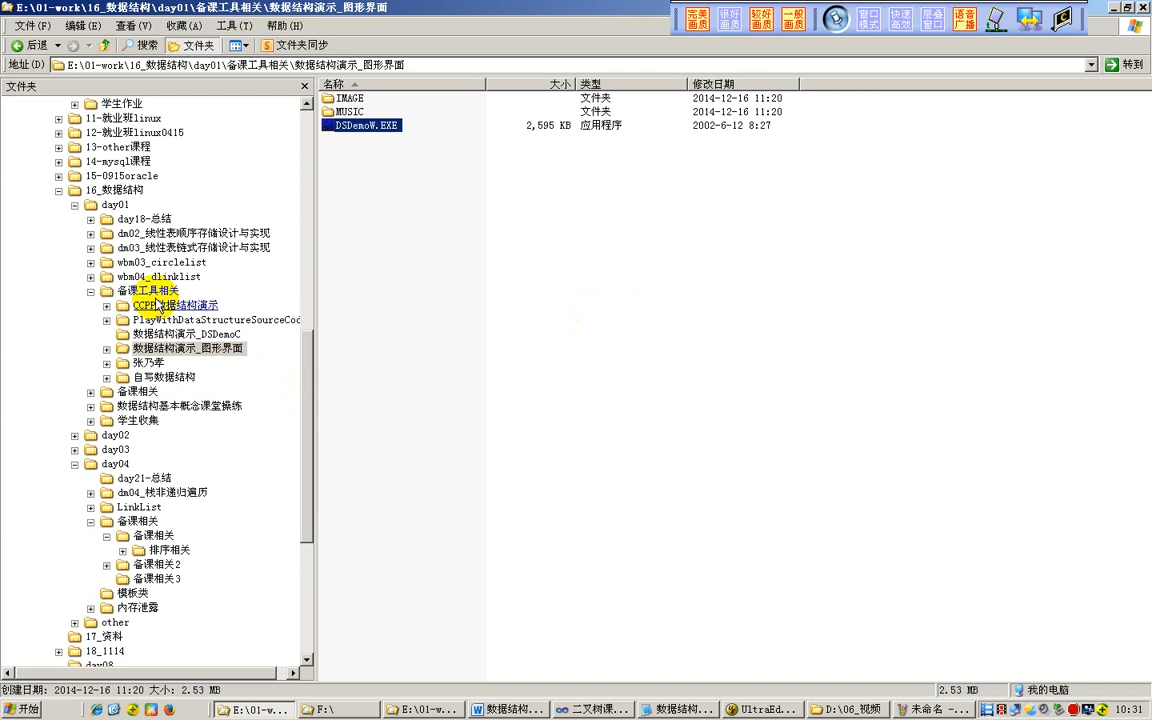 E:\01-work\16_数据结构\day01\备课工具相关\数据结构演示_图形界面
完美画质 很好画质 较好画质 一般画质 窗口模式 快速高效 层叠窗口 语音广播
文件(F) 编辑(E) 查看(V) 收藏(A) 工具(T) 帮助(H)
后退 搜索 文件夹 文件夹同步
地址(D) E:\01-work\16_数据结构\day01\备课工具相关\数据结构演示_图形界面 转到
文件夹
名称 大小 类型 修改日期
IMAGE 文件夹 2014-12-16 11:20
MUSIC 文件夹 2014-12-16 11:20
DSDemoW.EXE 2,595 KB 应用程序 2002-6-12 8:27
学生作业
11-就业班linux
12-就业班linux0415
13-other课程
14-mysql课程
15-0915oracle
16_数据结构
day01
day18-总结
dm02_线性表顺序存储设计与实现
dm03_线性表链式存储设计与实现
wbm03_circlelist
wbm04_dlinklist
备课工具相关
CCPP数据结构演示
PlayWithDataStructureSourceCod
数据结构演示_DSDemoC
数据结构演示_图形界面
张乃孝
自写数据结构
备课相关
数据结构基本概念课堂操练
学生收集
day02
day03
day04
day21-总结
dm04_栈非递归遍历
LinkList
备课相关
备课相关
排序相关
备课相关2
备课相关3
模板类
内存泄露
other
17_资料
18_1114
day08
创建日期: 2014-12-16 11:20 大小: 2.53 MB 2.53 MB 我的电脑
开始 E:\01-w... F:\ E:\01-w... 数据结构... 二叉树课... 数据结构... UltraEd... D:\06_视频 未命名 -... 10:31